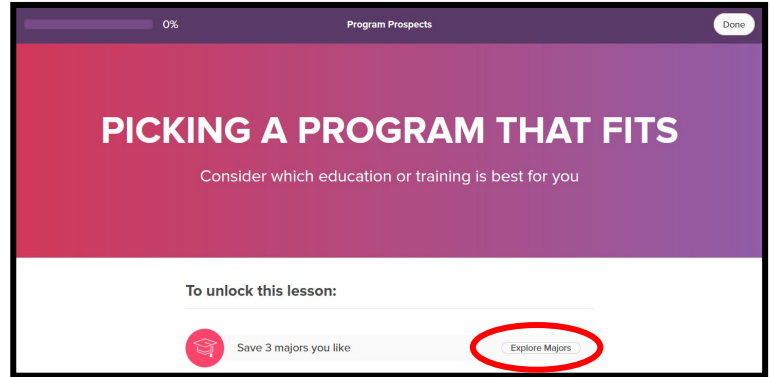 0%
Program Prospects
Done
PICKING A PROGRAM THAT FITS
Consider which education or training is best for you
To unlock this lesson:
Save 3 majors you like
Explore Majors